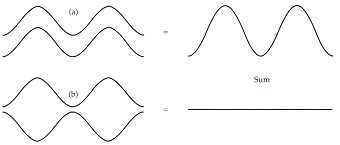 (a)
=
Sum
(b)
=